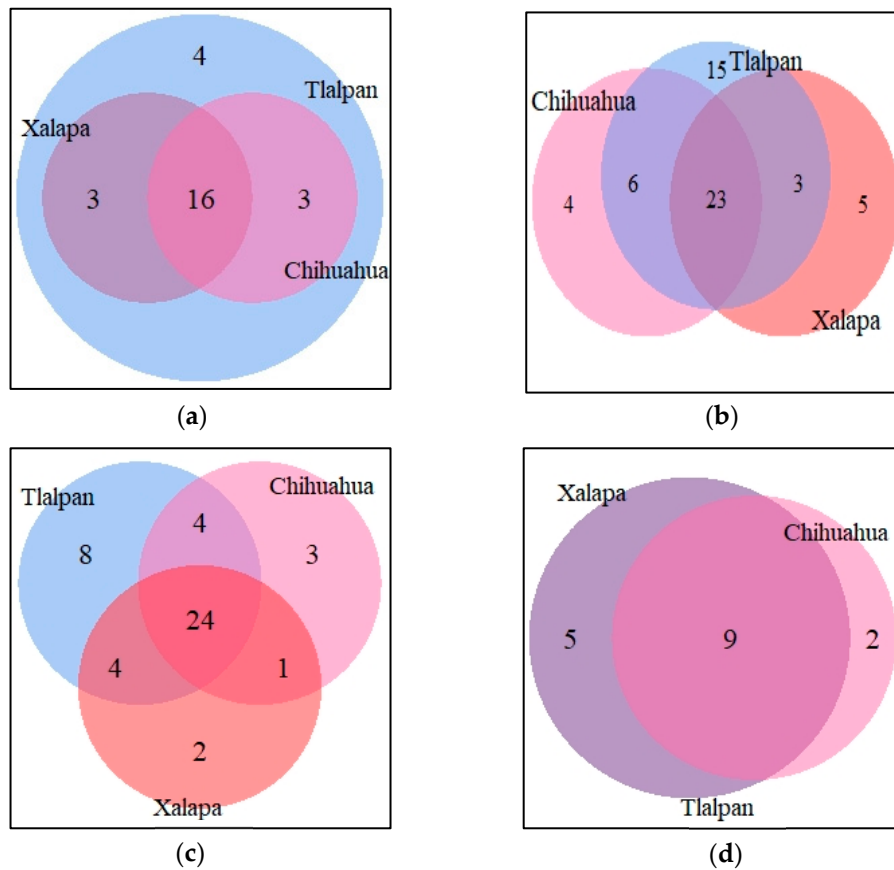 4
Tlalpan
Xalapa
3
16
3
Chihuahua
(a)
15
Tlalpan
Chihuahua
6
3
4
23
5
Xalapa
(b)
Tlalpan
Chihuahua
4
8
3
24
4
1
2
Xalapa
(c)
Xalapa
Chihuahua
5
9
2
Tlalpan
(d)